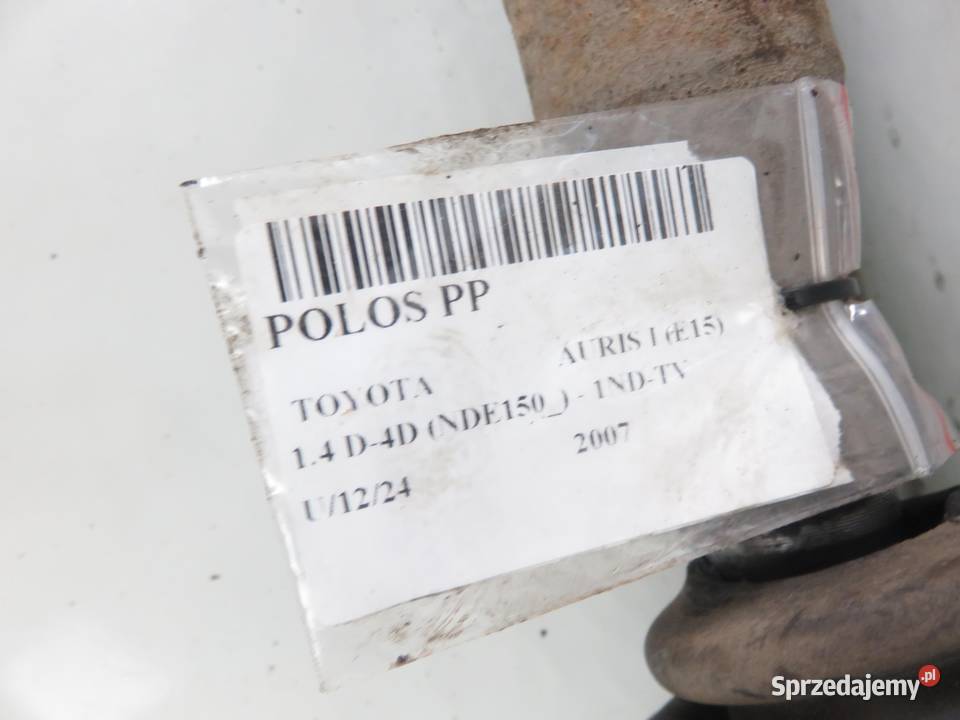 POLOS PP
TOYOTA AURIS I (E15)
1.4 D-4D (NDE150_) - 1ND-TV
U/12/24 2007
Sprzedajemy.pl